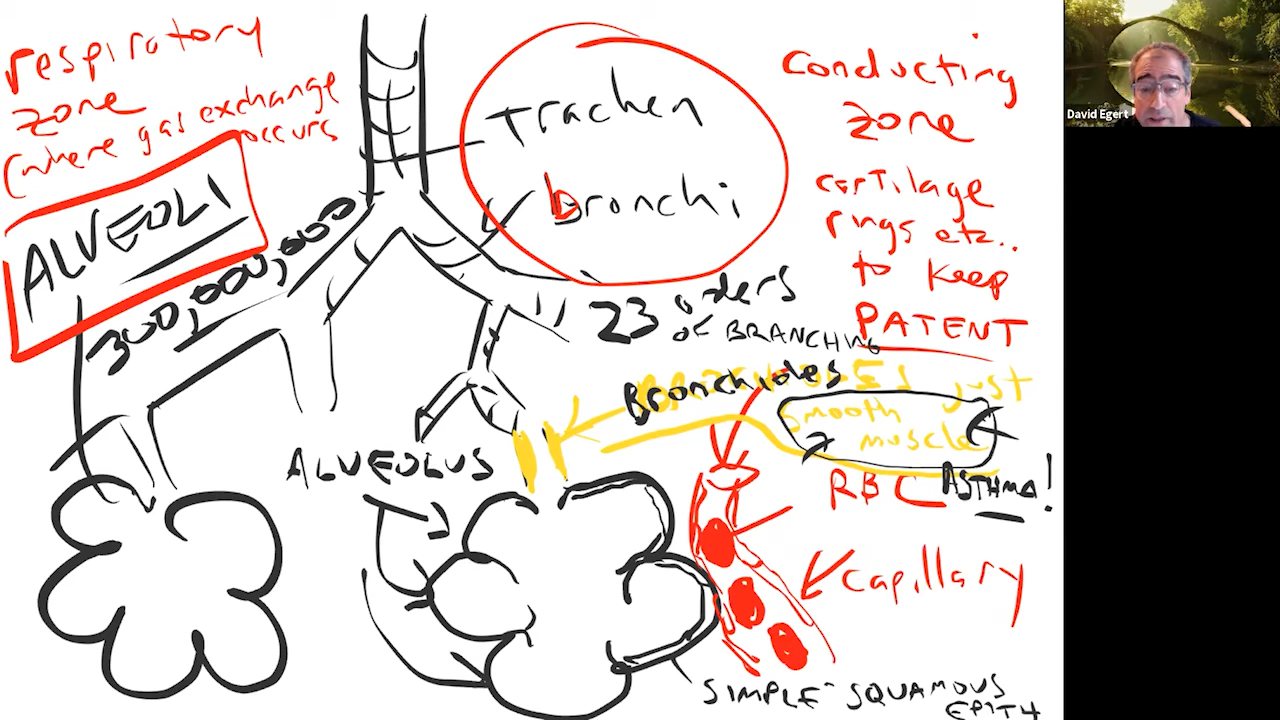 respiratory
zone
(where gas exchange
occurs
ALVEOLI
300,000,000
Trachea
bronchi
conducting
zone
cartilage
rings etc..
to keep
PATENT
23 orders
of BRANCHING
Bronchioles just
smooth
muscle
ASTHMA!
ALVEOLUS
RBC
capillary
SIMPLE SQUAMOUS
EPITH
David Egert